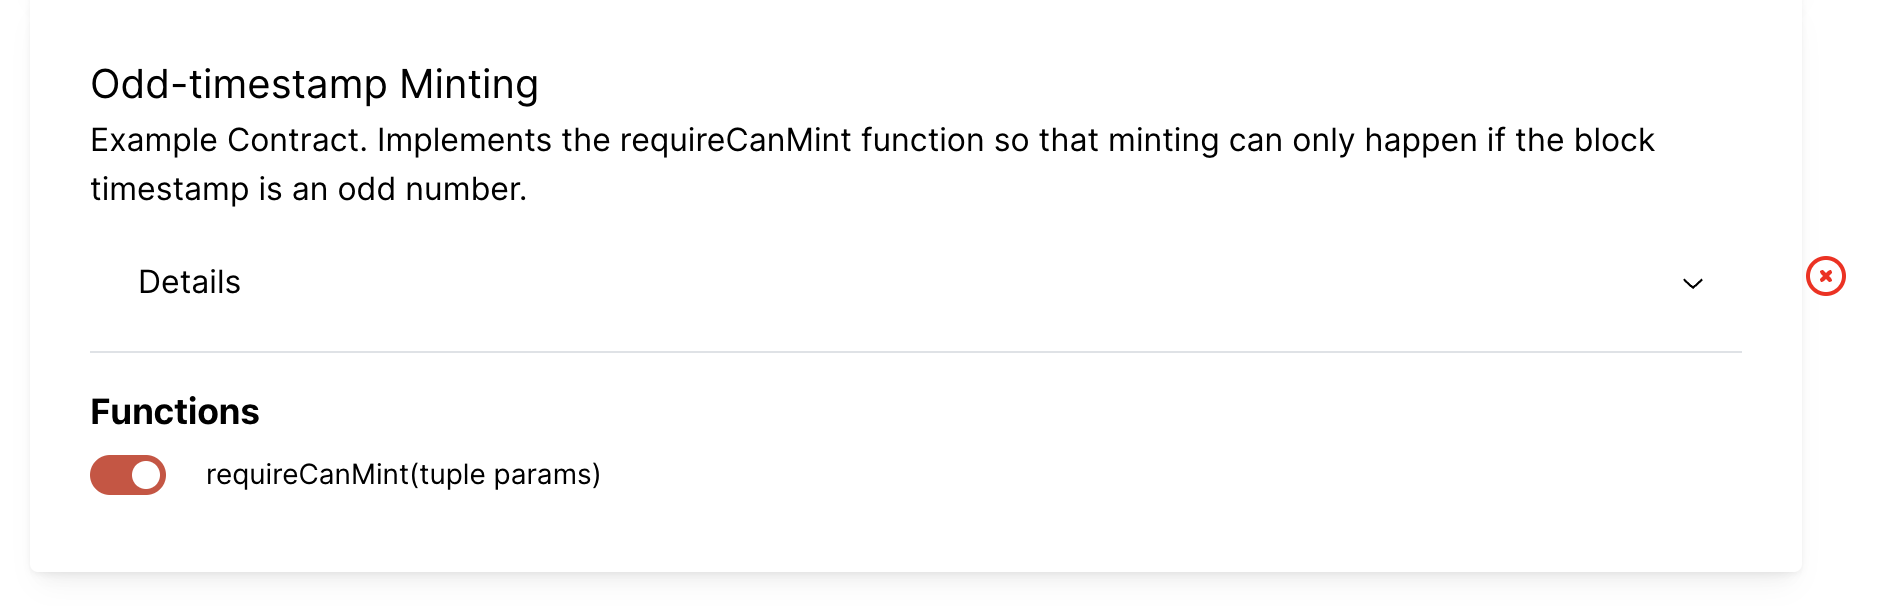 Odd-timestamp Minting
Example Contract. Implements the requireCanMint function so that minting can only happen if the block
timestamp is an odd number.
Details
Functions
requireCanMint(tuple params)